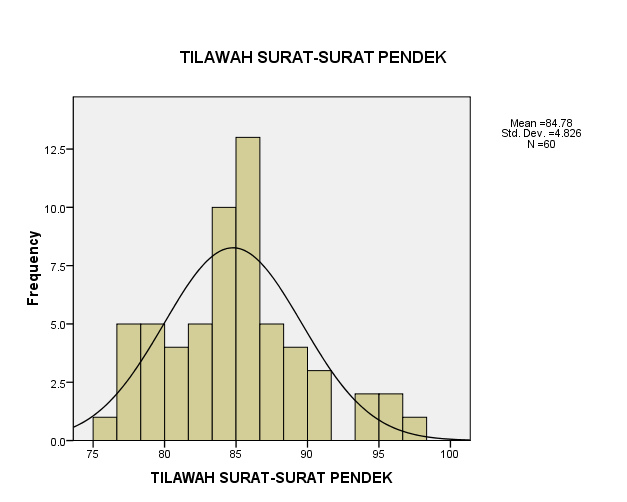 TILAWAH SURAT-SURAT PENDEK
Mean =84.78
Std. Dev. =4.826
N =60
Frequency
12.5
10.0
7.5
5.0
2.5
0.0
75 80 85 90 95 100
TILAWAH SURAT-SURAT PENDEK